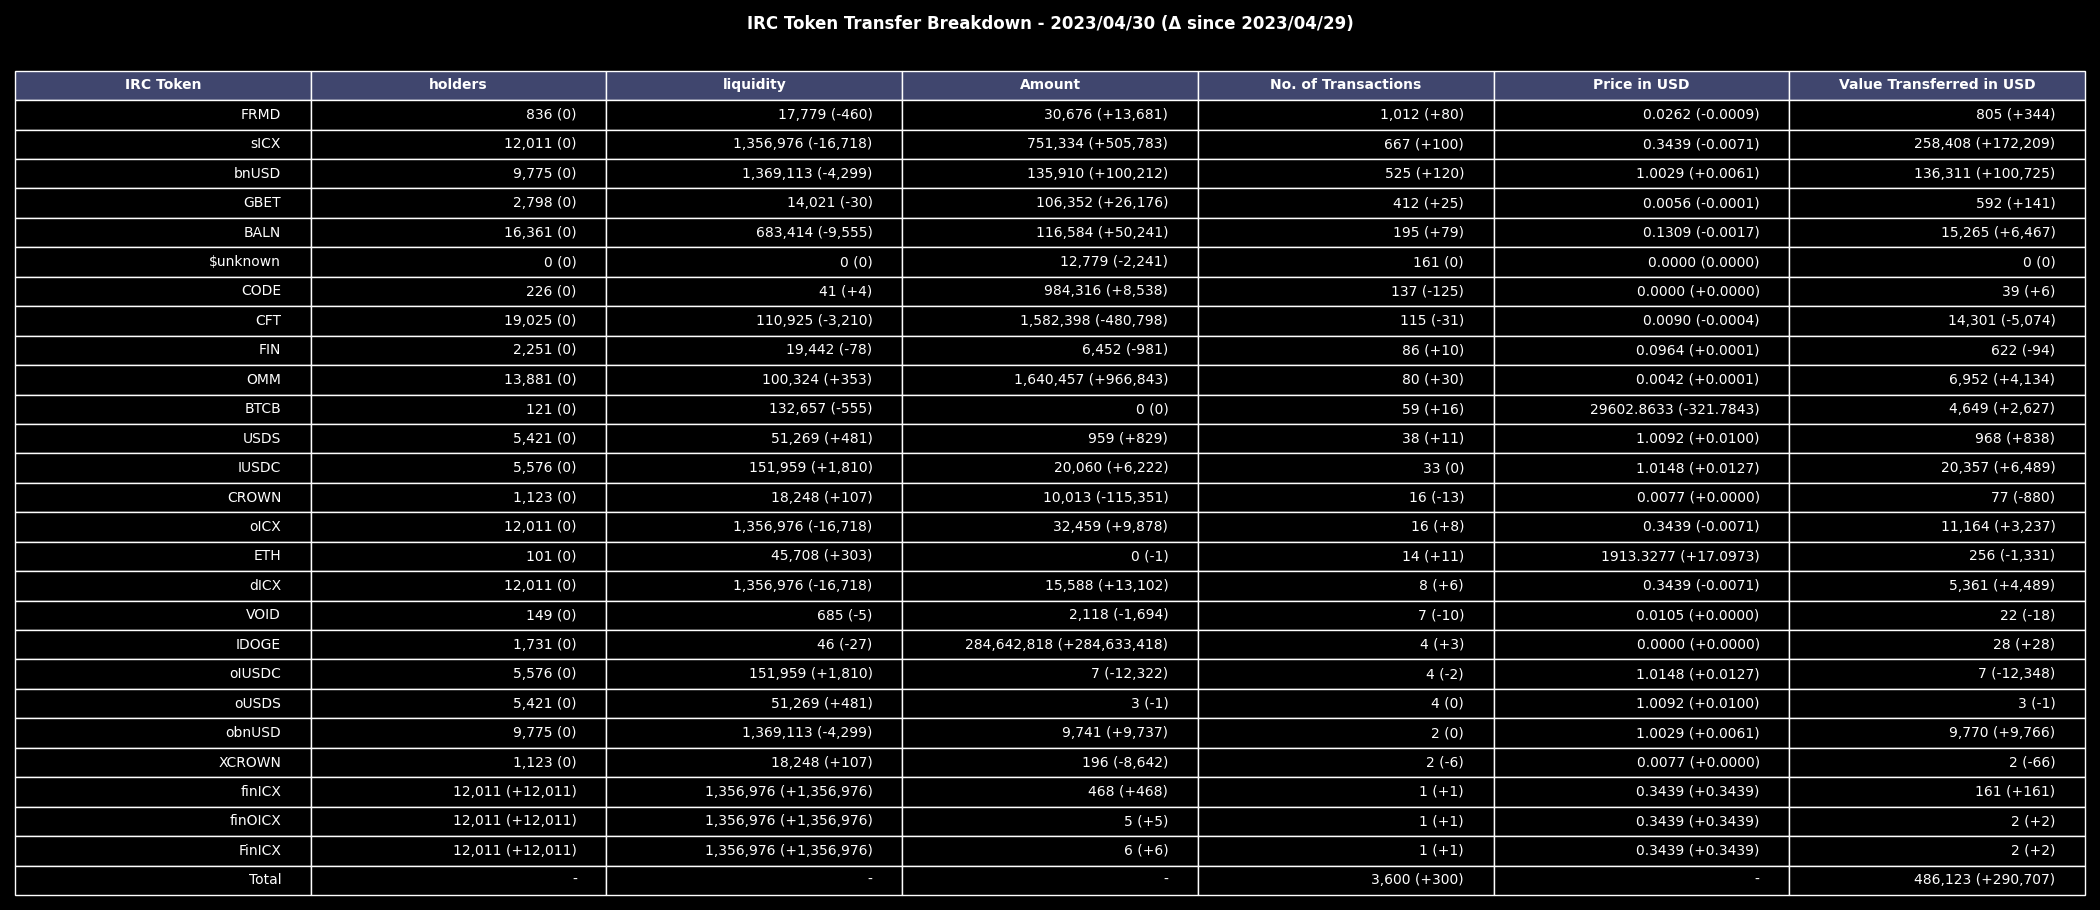 IRC Token Transfer Breakdown - 2023/04/30 (Δ since 2023/04/29)
IRC Token holders liquidity Amount No. of Transactions Price in USD Value Transferred in USD
FRMD 836 (0) 17,779 (-460) 30,676 (+13,681) 1,012 (+80) 0.0262 (-0.0009) 805 (+344)
sICX 12,011 (0) 1,356,976 (-16,718) 751,334 (+505,783) 667 (+100) 0.3439 (-0.0071) 258,408 (+172,209)
bnUSD 9,775 (0) 1,369,113 (-4,299) 135,910 (+100,212) 525 (+120) 1.0029 (+0.0061) 136,311 (+100,725)
GBET 2,798 (0) 14,021 (-30) 106,352 (+26,176) 412 (+25) 0.0056 (-0.0001) 592 (+141)
BALN 16,361 (0) 683,414 (-9,555) 116,584 (+50,241) 195 (+79) 0.1309 (-0.0017) 15,265 (+6,467)
$unknown 0 (0) 0 (0) 12,779 (-2,241) 161 (0) 0.0000 (0.0000) 0 (0)
CODE 226 (0) 41 (+4) 984,316 (+8,538) 137 (-125) 0.0000 (+0.0000) 39 (+6)
CFT 19,025 (0) 110,925 (-3,210) 1,582,398 (-480,798) 115 (-31) 0.0090 (-0.0004) 14,301 (-5,074)
FIN 2,251 (0) 19,442 (-78) 6,452 (-981) 86 (+10) 0.0964 (+0.0001) 622 (-94)
OMM 13,881 (0) 100,324 (+353) 1,640,457 (+966,843) 80 (+30) 0.0042 (+0.0001) 6,952 (+4,134)
BTCB 121 (0) 132,657 (-555) 0 (0) 59 (+16) 29602.8633 (-321.7843) 4,649 (+2,627)
USDS 5,421 (0) 51,269 (+481) 959 (+829) 38 (+11) 1.0092 (+0.0100) 968 (+838)
IUSDC 5,576 (0) 151,959 (+1,810) 20,060 (+6,222) 33 (0) 1.0148 (+0.0127) 20,357 (+6,489)
CROWN 1,123 (0) 18,248 (+107) 10,013 (-115,351) 16 (-13) 0.0077 (+0.0000) 77 (-880)
oICX 12,011 (0) 1,356,976 (-16,718) 32,459 (+9,878) 16 (+8) 0.3439 (-0.0071) 11,164 (+3,237)
ETH 101 (0) 45,708 (+303) 0 (-1) 14 (+11) 1913.3277 (+17.0973) 256 (-1,331)
dICX 12,011 (0) 1,356,976 (-16,718) 15,588 (+13,102) 8 (+6) 0.3439 (-0.0071) 5,361 (+4,489)
VOID 149 (0) 685 (-5) 2,118 (-1,694) 7 (-10) 0.0105 (+0.0000) 22 (-18)
IDOGE 1,731 (0) 46 (-27) 284,642,818 (+284,633,418) 4 (+3) 0.0000 (+0.0000) 28 (+28)
oIUSDC 5,576 (0) 151,959 (+1,810) 7 (-12,322) 4 (-2) 1.0148 (+0.0127) 7 (-12,348)
oUSDS 5,421 (0) 51,269 (+481) 3 (-1) 4 (0) 1.0092 (+0.0100) 3 (-1)
obnUSD 9,775 (0) 1,369,113 (-4,299) 9,741 (+9,737) 2 (0) 1.0029 (+0.0061) 9,770 (+9,766)
XCROWN 1,123 (0) 18,248 (+107) 196 (-8,642) 2 (-6) 0.0077 (+0.0000) 2 (-66)
finICX 12,011 (+12,011) 1,356,976 (+1,356,976) 468 (+468) 1 (+1) 0.3439 (+0.3439) 161 (+161)
finOICX 12,011 (+12,011) 1,356,976 (+1,356,976) 5 (+5) 1 (+1) 0.3439 (+0.3439) 2 (+2)
FinICX 12,011 (+12,011) 1,356,976 (+1,356,976) 6 (+6) 1 (+1) 0.3439 (+0.3439) 2 (+2)
Total - - - 3,600 (+300) - 486,123 (+290,707)